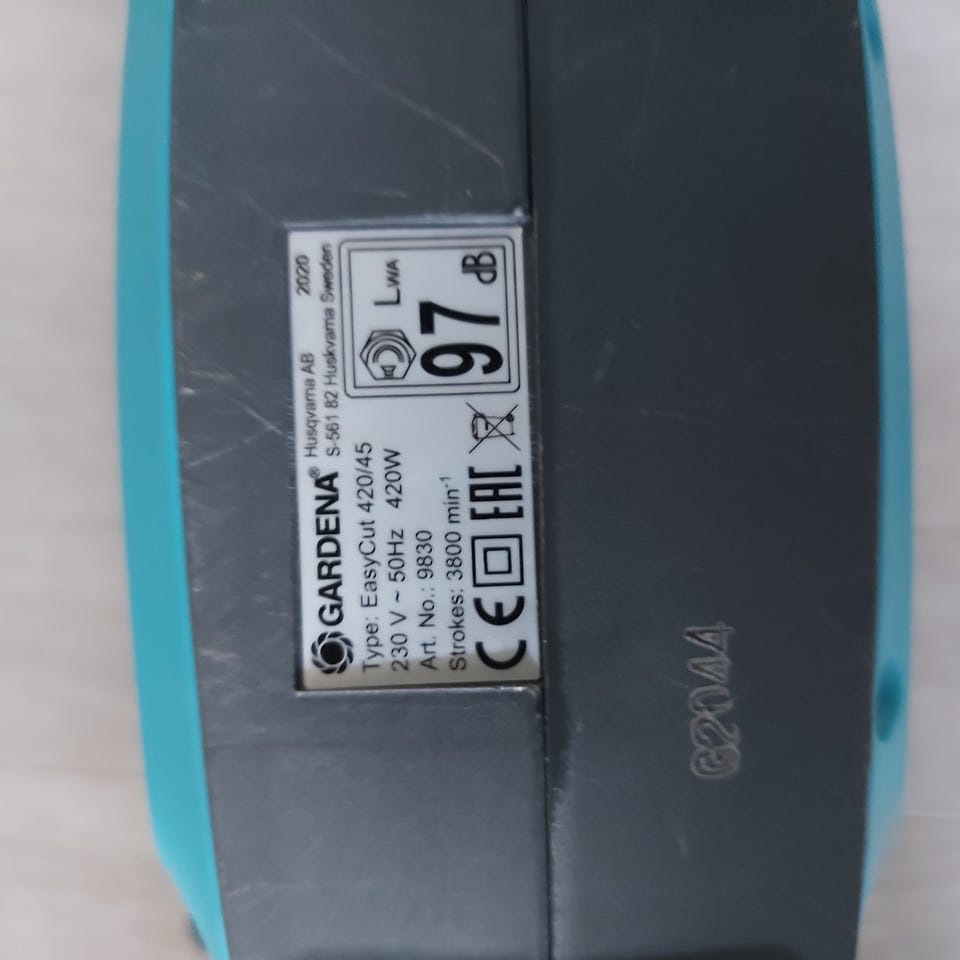 GARDENA® Husqvarna AB 2020
S-561 82 Huskvarna Sweden
Type: EasyCut 420/45
230 V ~ 50Hz 420W
Art. No.: 9830
Strokes: 3800 min-1
CE EAC
LWA
97
dB
G2044